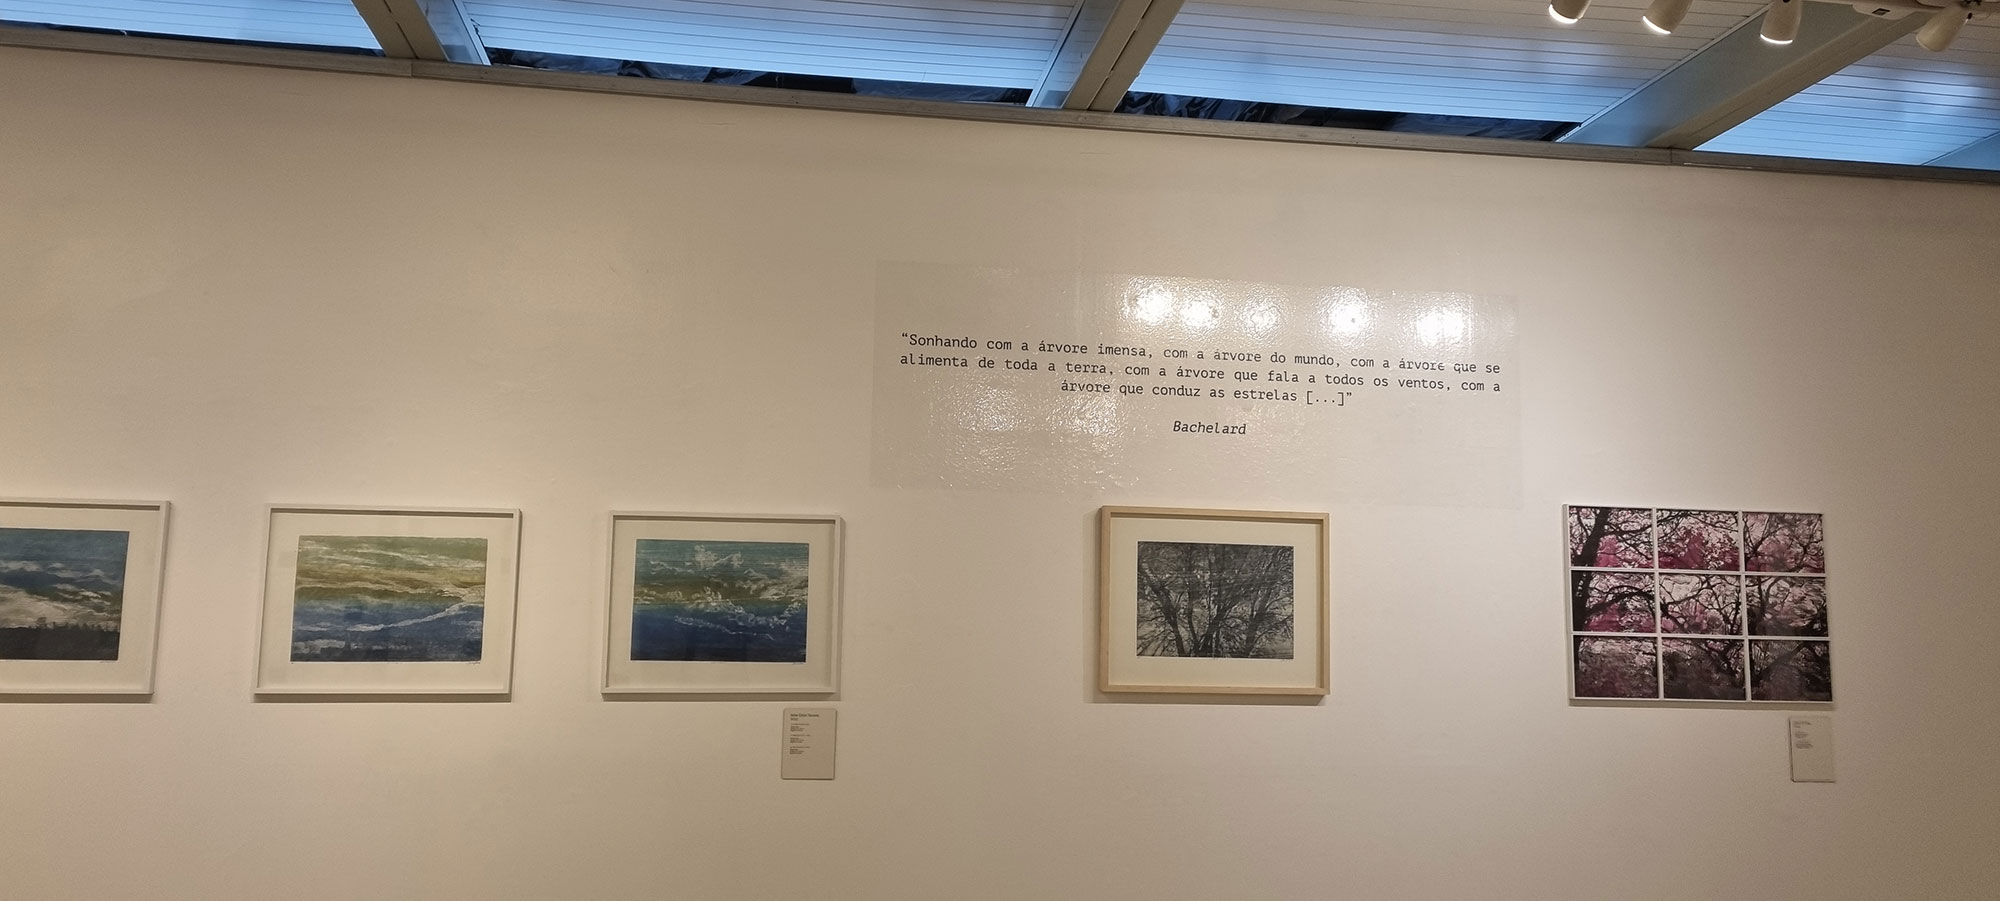 “Sonhando com a árvore imensa, com a árvore do mundo, com a árvore que se
alimenta de toda a terra, com a árvore que fala a todos os ventos, com a
árvore que conduz as estrelas [...]”
Bachelard